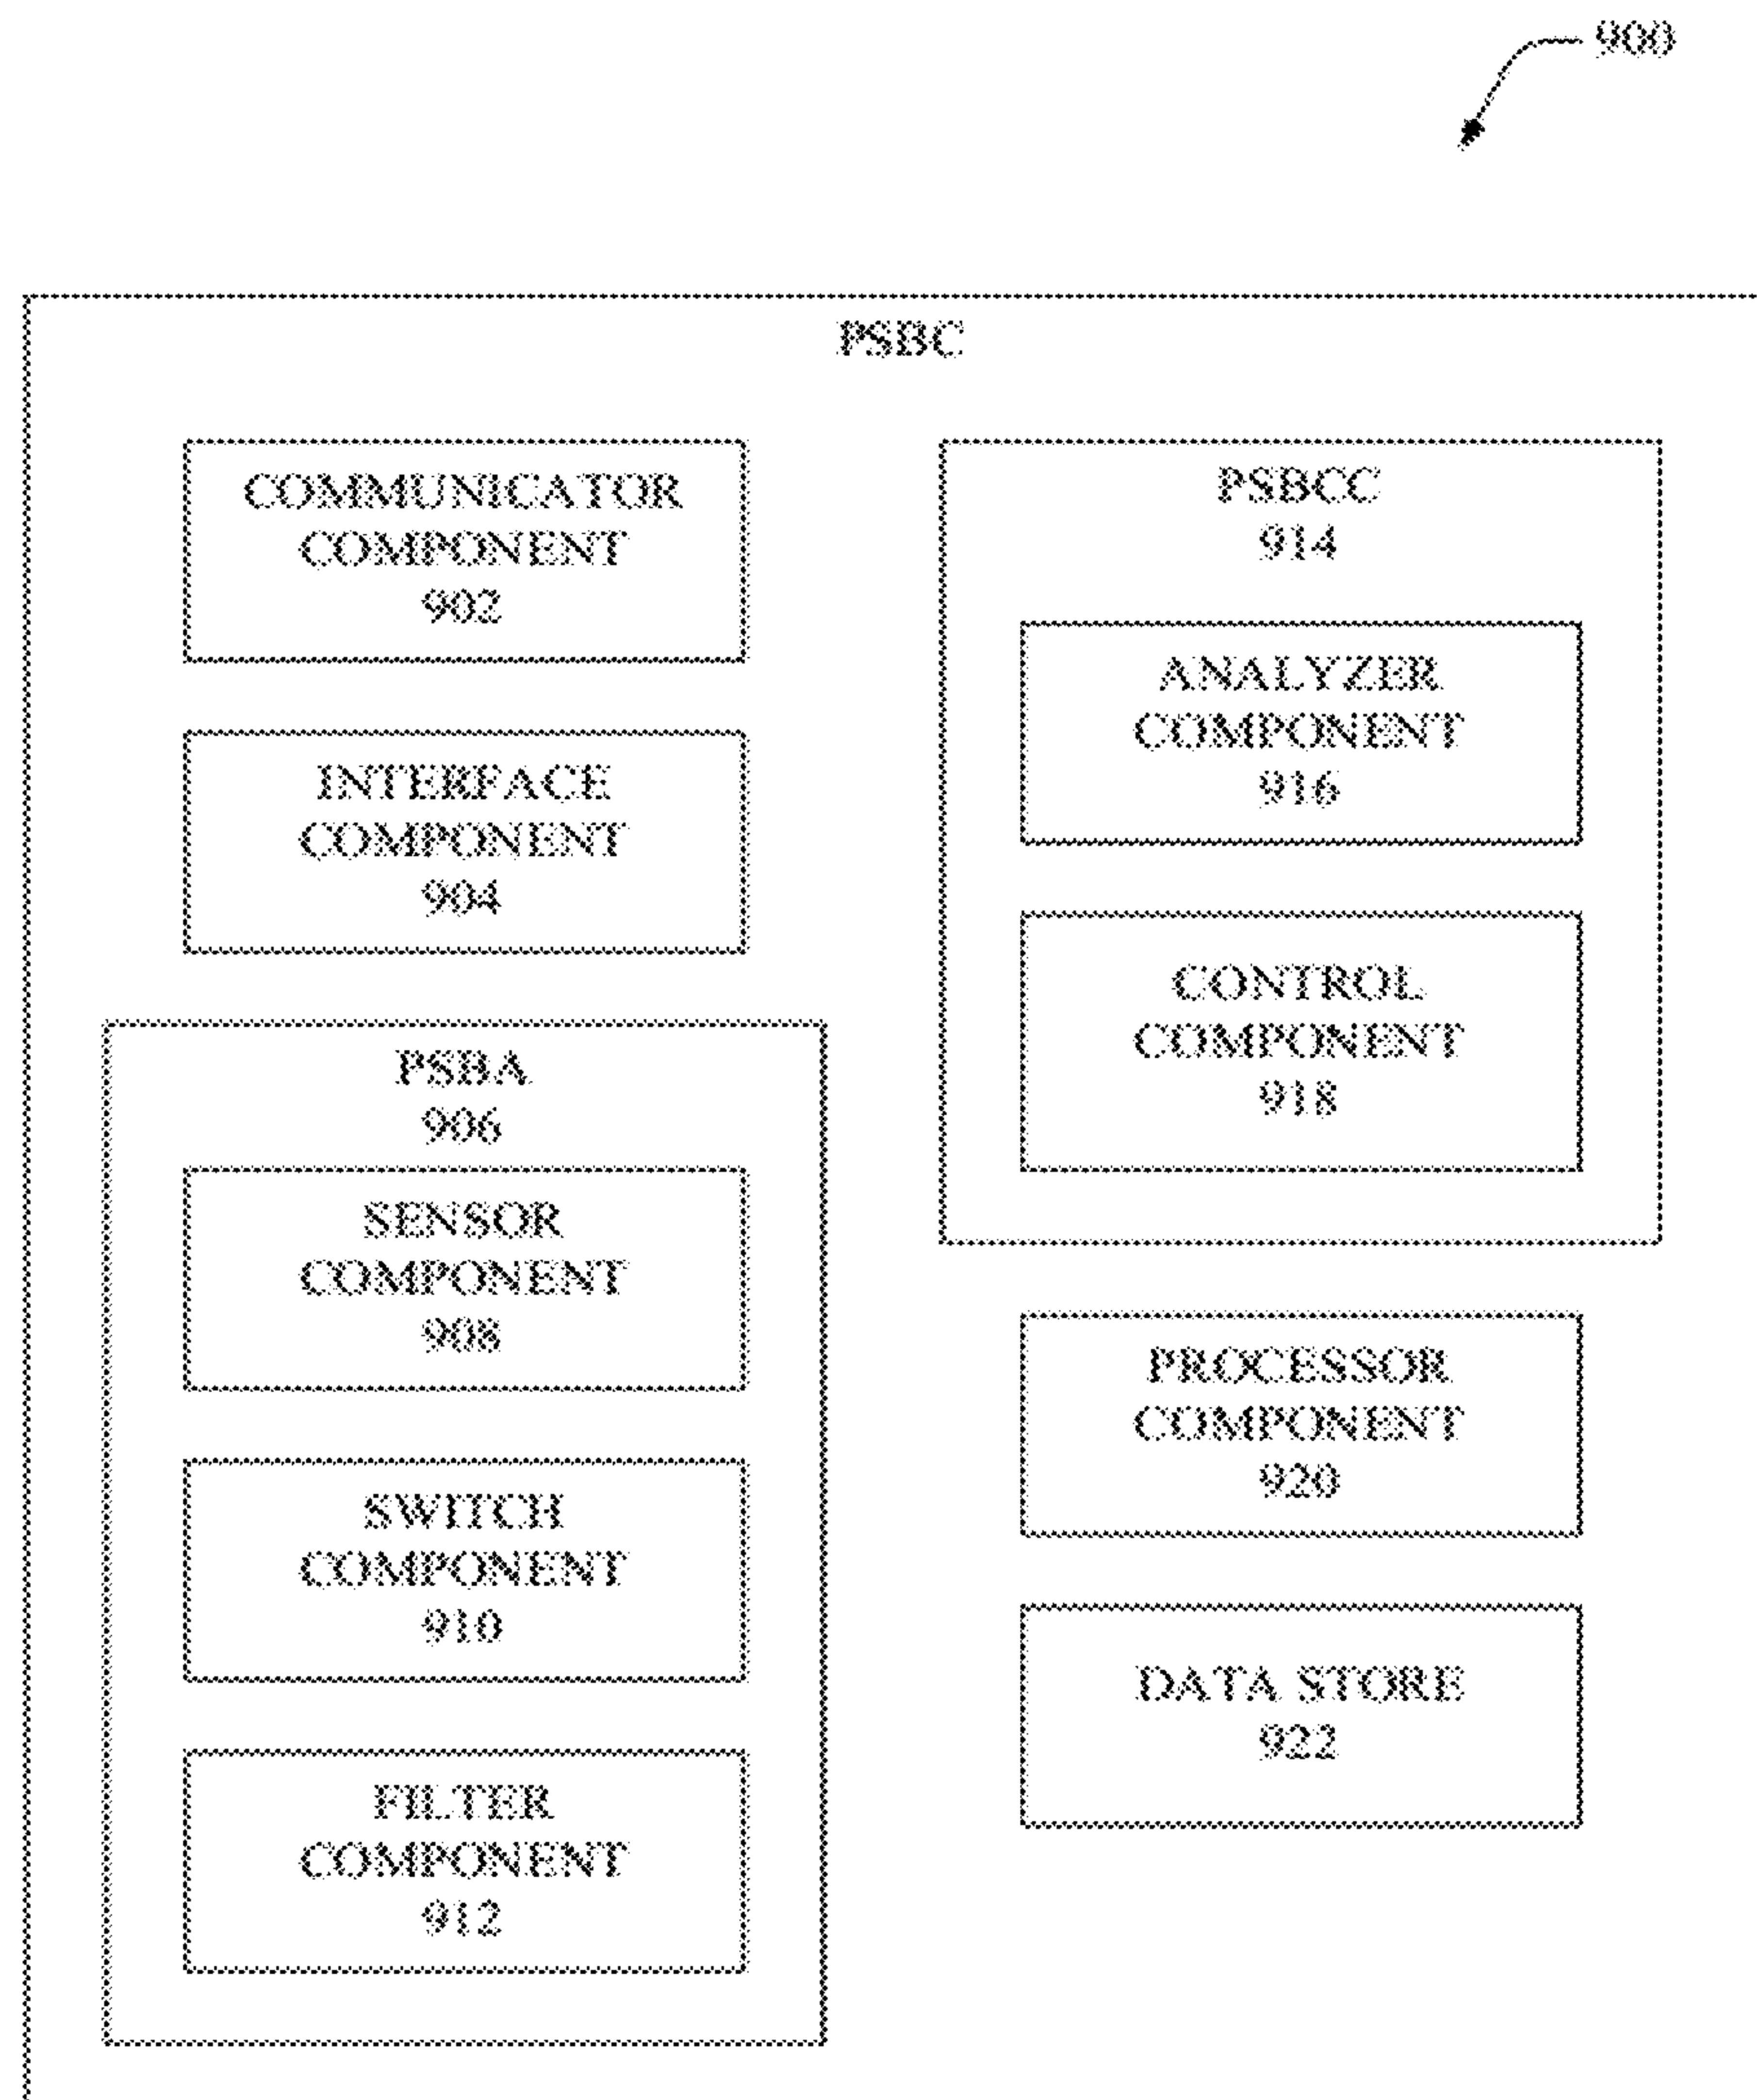 900
PSBC
COMMUNICATOR
COMPONENT
902
INTERFACE
COMPONENT
904
PSBA
906
SENSOR
COMPONENT
908
SWITCH
COMPONENT
910
FILTER
COMPONENT
912
PSBCC
914
ANALYZER
COMPONENT
916
CONTROL
COMPONENT
918
PROCESSOR
COMPONENT
920
DATA STORE
922